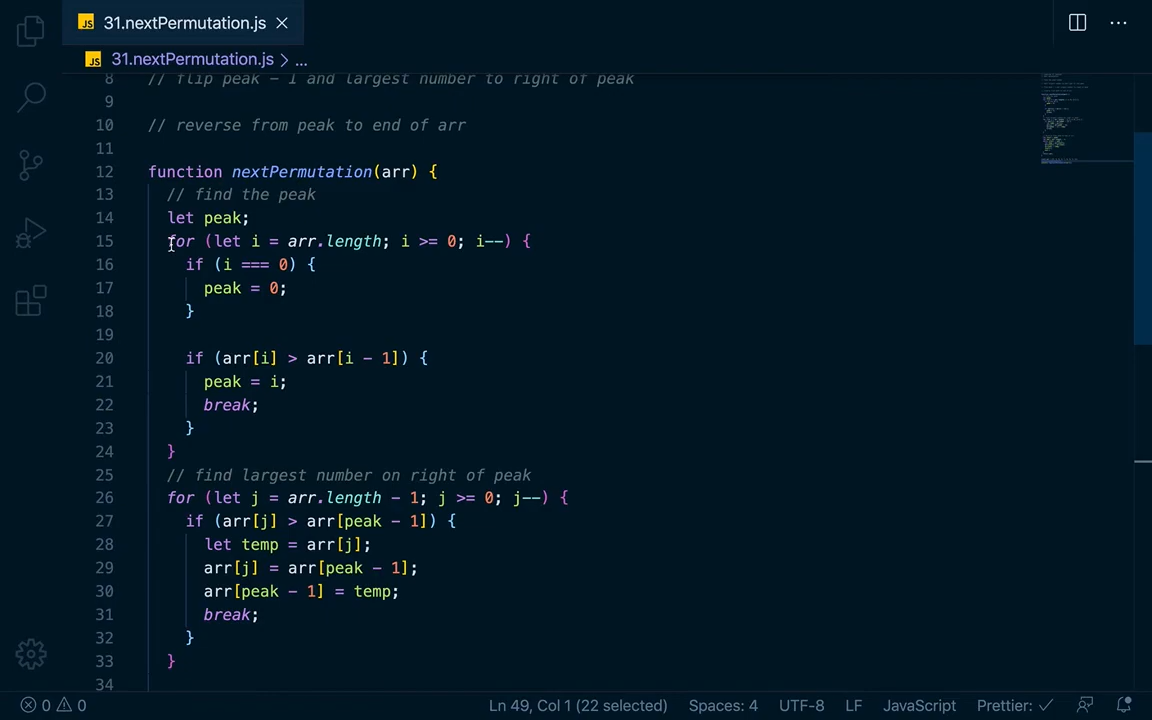 JS 31.nextPermutation.js
JS 31.nextPermutation.js > ...
8 // flip peak - 1 and largest number to right of peak
9
10 // reverse from peak to end of arr
11
12 function nextPermutation(arr) {
13 // find the peak
14 let peak;
15 for (let i = arr.length; i >= 0; i--) {
16 if (i === 0) {
17 peak = 0;
18 }
19
20 if (arr[i] > arr[i - 1]) {
21 peak = i;
22 break;
23 }
24 }
25 // find largest number on right of peak
26 for (let j = arr.length - 1; j >= 0; j--) {
27 if (arr[j] > arr[peak - 1]) {
28 let temp = arr[j];
29 arr[j] = arr[peak - 1];
30 arr[peak - 1] = temp;
31 break;
32 }
33 }
34
0 0 Ln 49, Col 1 (22 selected) Spaces: 4 UTF-8 LF JavaScript Prettier: ✓